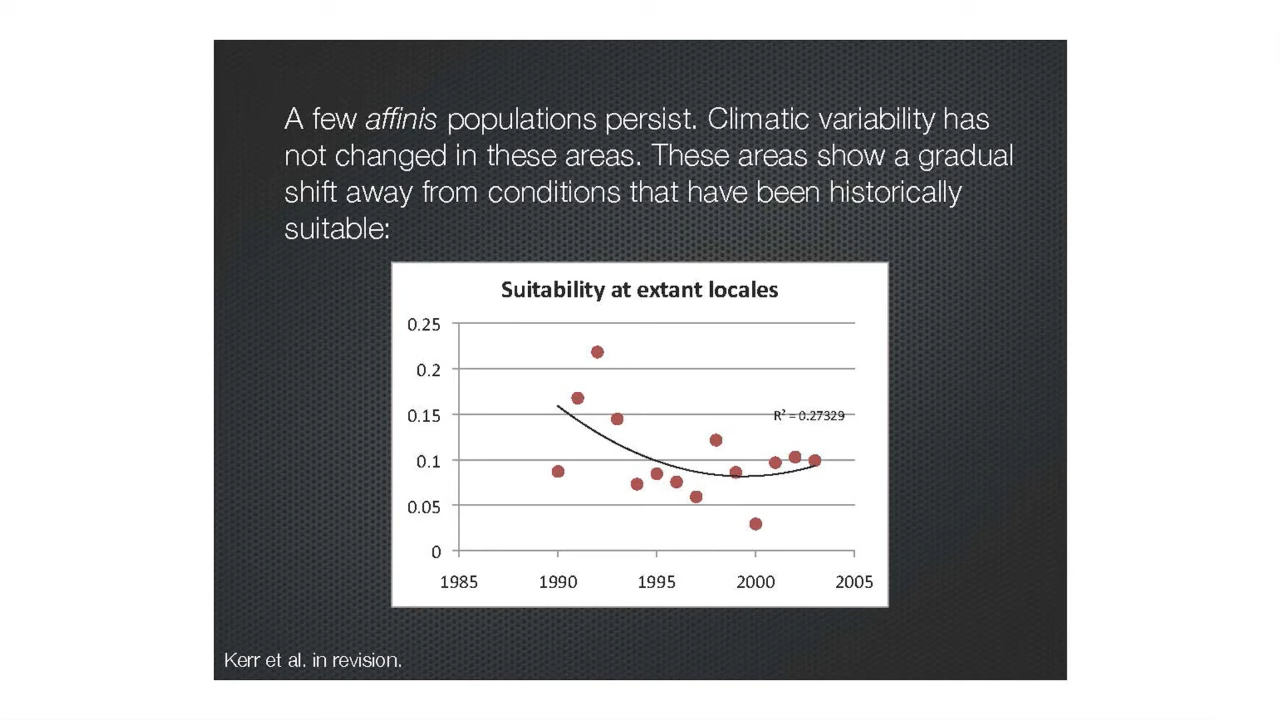 A few affinis populations persist. Climatic variability has
not changed in these areas. These areas show a gradual
shift away from conditions that have been historically
suitable:
Suitability at extant locales
0.25
0.2
0.15
R² = 0.27329
0.1
0.05
0
1985 1990 1995 2000 2005
Kerr et al. in revision.